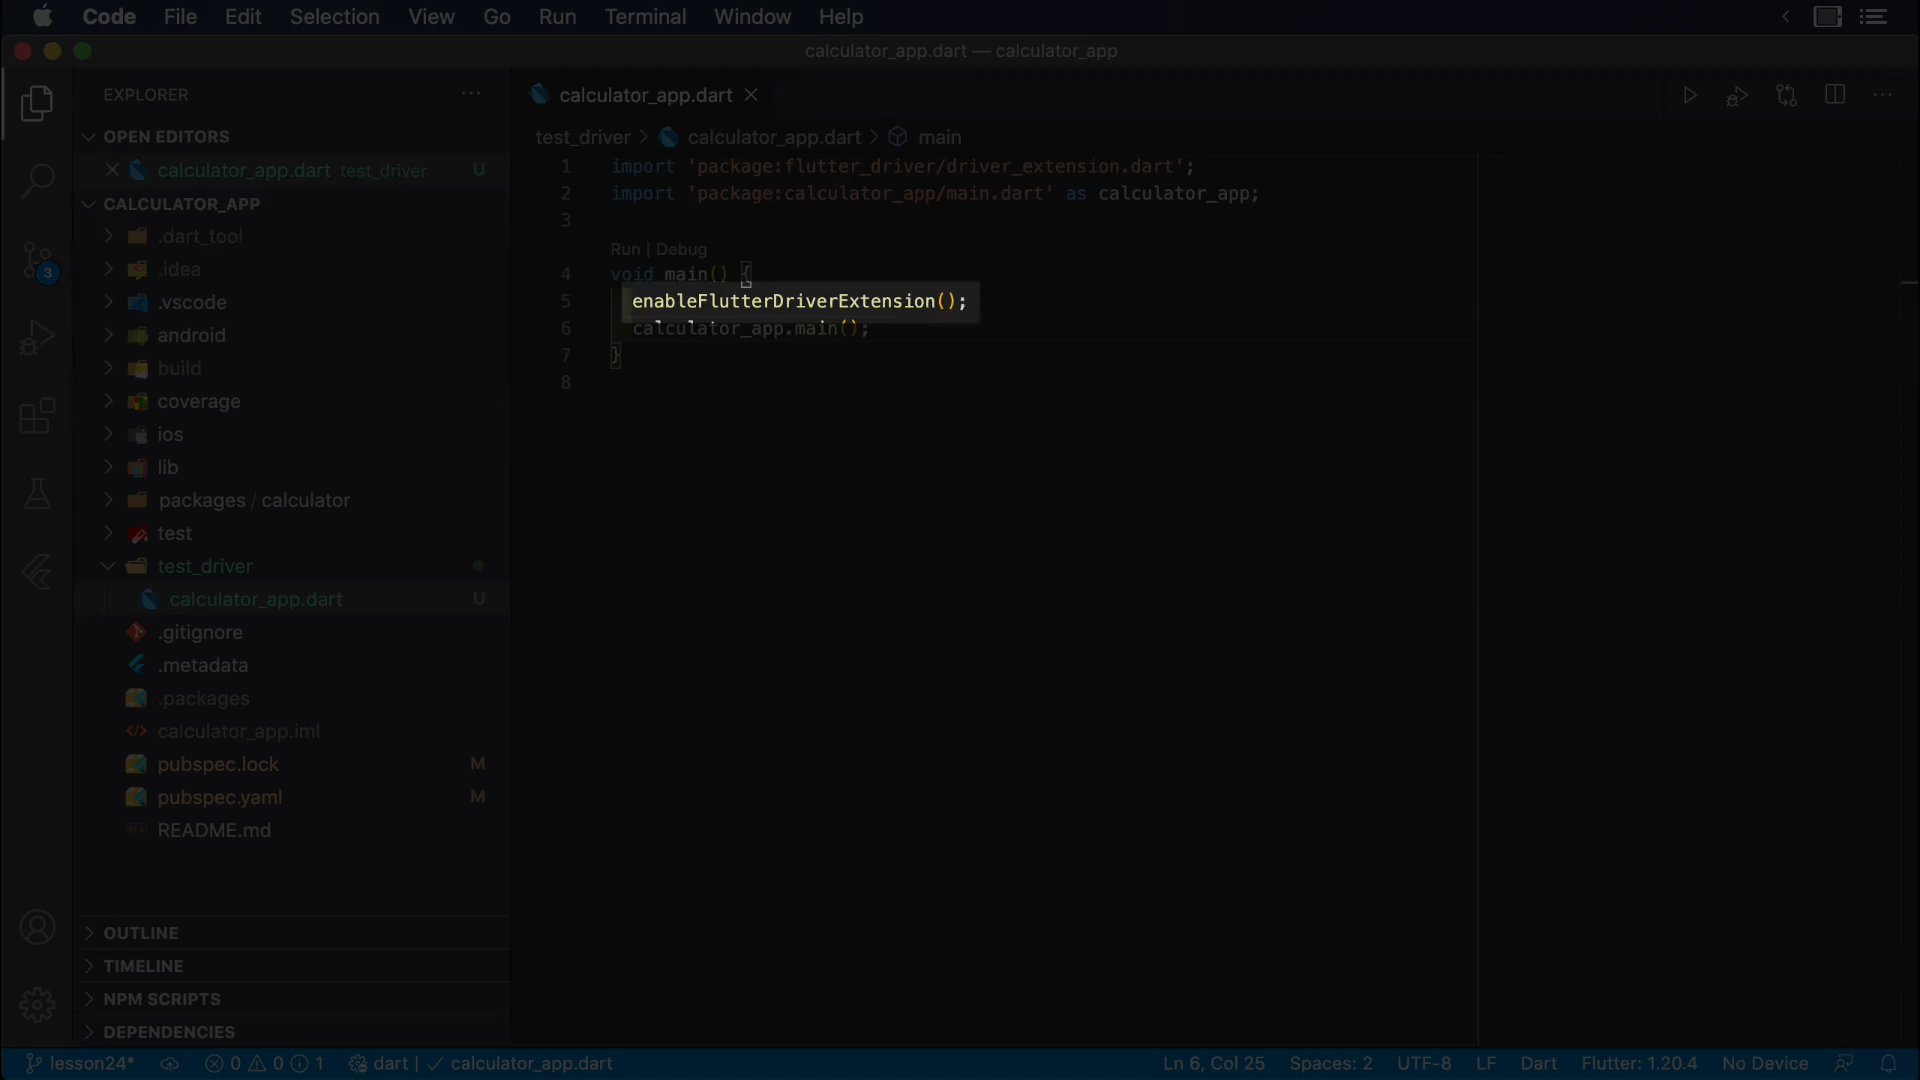 Code File Edit Selection View Go Run Terminal Window Help
calculator_app.dart — calculator_app
EXPLORER
OPEN EDITORS
calculator_app.dart test_driver U
CALCULATOR_APP
.dart_tool
.idea
.vscode
android
build
coverage
ios
lib
packages / calculator
test
test_driver
calculator_app.dart U
.gitignore
.metadata
.packages
calculator_app.iml
pubspec.lock M
pubspec.yaml M
README.md
OUTLINE
TIMELINE
NPM SCRIPTS
DEPENDENCIES
3
calculator_app.dart
test_driver > calculator_app.dart > main
1 import 'package:flutter_driver/driver_extension.dart';
2 import 'package:calculator_app/main.dart' as calculator_app;
3
Run | Debug
4 void main() {
5 enableFlutterDriverExtension();
6 calculator_app.main();
7 }
8
lesson24* 0 0 1 dart | calculator_app.dart Ln 6, Col 25 Spaces: 2 UTF-8 LF Dart Flutter: 1.20.4 No Device